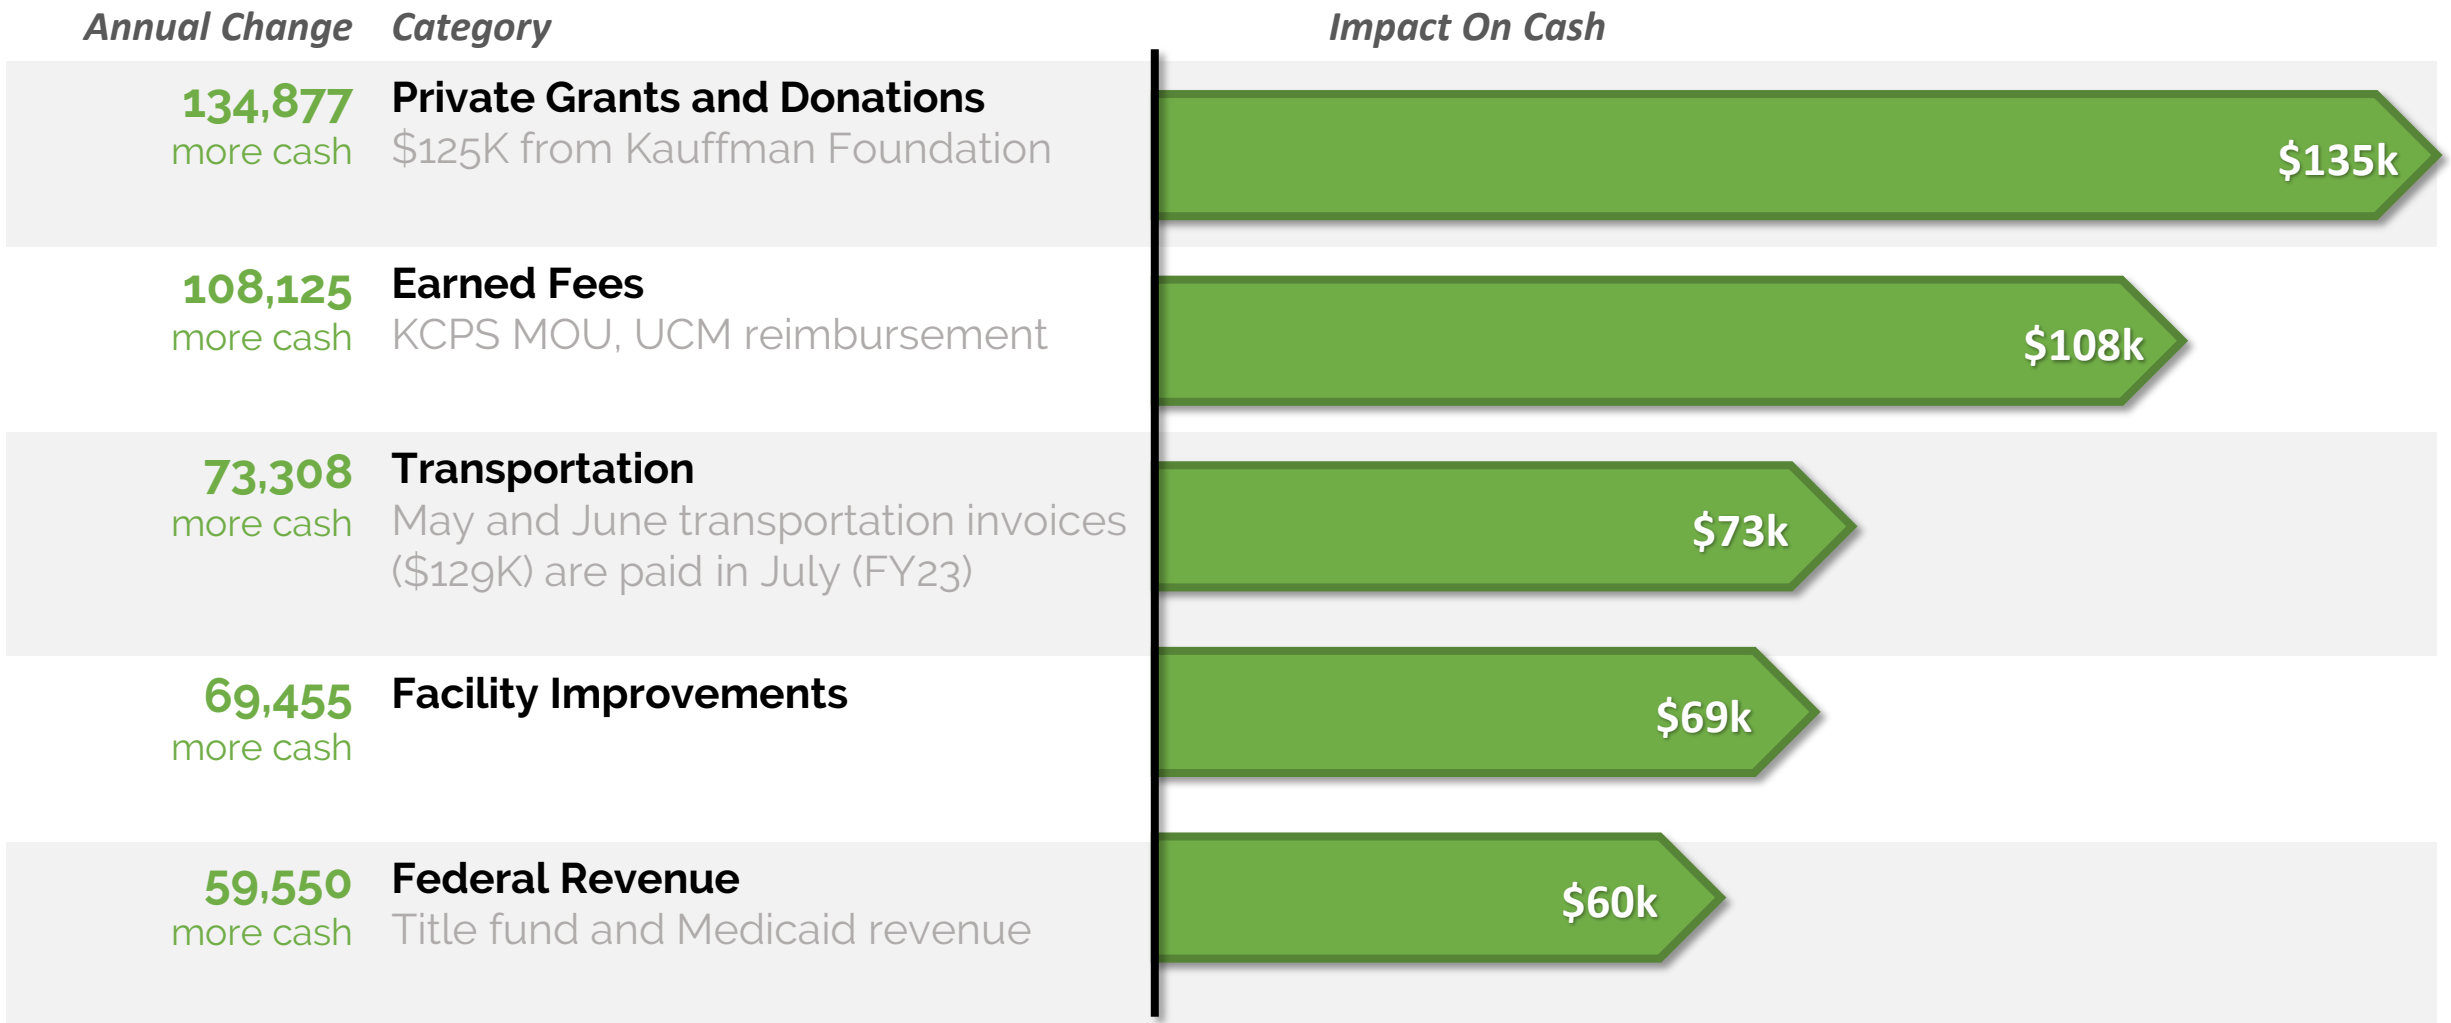 Annual Change Category Impact On Cash
134,877 Private Grants and Donations
more cash $125K from Kauffman Foundation
$135k
108,125 Earned Fees
more cash KCPS MOU, UCM reimbursement
$108k
73,308 Transportation
more cash May and June transportation invoices
($129K) are paid in July (FY23)
$73k
69,455 Facility Improvements
more cash
$69k
59,550 Federal Revenue
more cash Title fund and Medicaid revenue
$60k